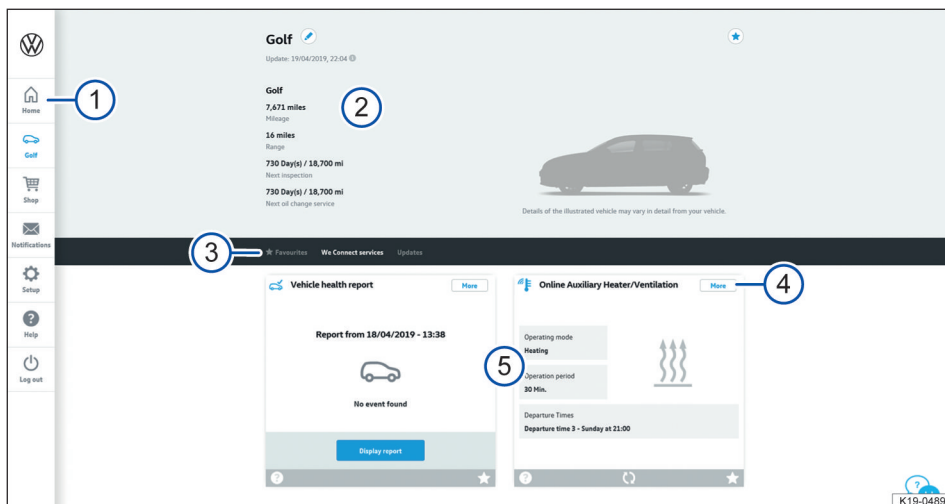 Home
Golf
Shop
Notifications
Setup
Help
Log out
1
Golf
Update: 19/04/2019, 22:04
Golf
7,671 miles
Mileage
16 miles
Range
730 Day(s) / 18,700 mi
Next inspection
730 Day(s) / 18,700 mi
Next oil change service
2
Details of the illustrated vehicle may vary in detail from your vehicle.
3
Favourites We Connect services Updates
Vehicle health report More
Report from 18/04/2019 - 13:38
No event found
Display report
?
Online Auxiliary Heater/Ventilation More
4
Operating mode
Heating
5
Operation period
30 Min.
Departure Times
Departure time 3 - Sunday at 21:00
?
?
K19-0489